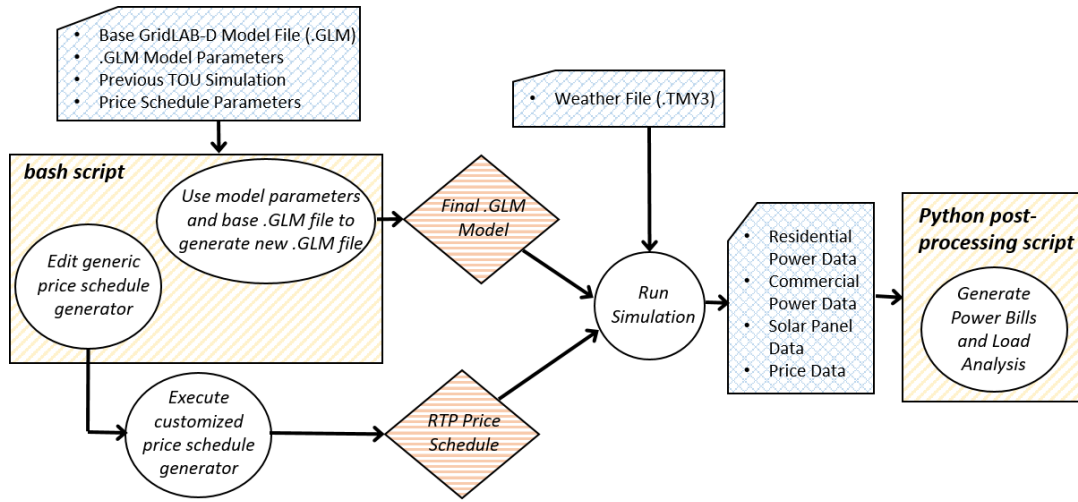 • Base GridLAB-D Model File (.GLM)
• .GLM Model Parameters
• Previous TOU Simulation
• Price Schedule Parameters
• Weather File (.TMY3)
bash script
Use model parameters
and base .GLM file to
generate new .GLM file
Edit generic
price schedule
generator
Final .GLM
Model
Run
Simulation
• Residential
Power Data
• Commercial
Power Data
• Solar Panel
Data
• Price Data
Python post-
processing script
Generate
Power Bills
and Load
Analysis
Execute
customized
price schedule
generator
RTP Price
Schedule